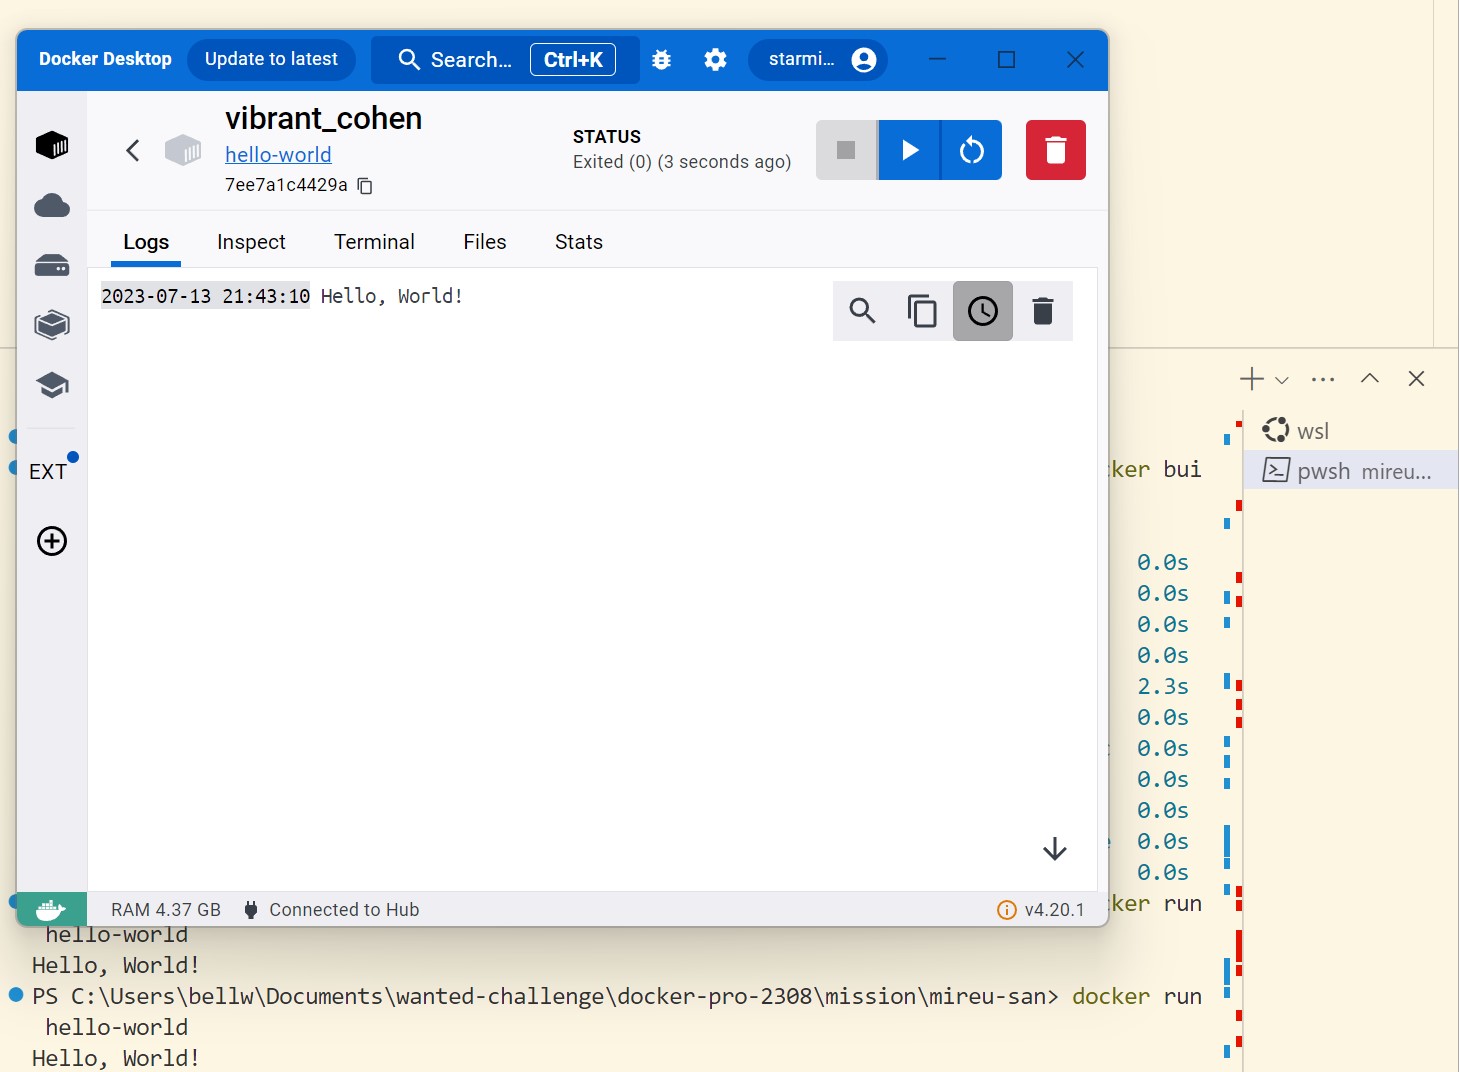 Docker Desktop Update to latest Search... Ctrl+K starmi...
vibrant_cohen
hello-world
7ee7a1c4429a
STATUS
Exited (0) (3 seconds ago)
Logs Inspect Terminal Files Stats
2023-07-13 21:43:10 Hello, World!
EXT
RAM 4.37 GB Connected to Hub v4.20.1
wsl
pwsh mireu...
cker bui
0.0s
0.0s
0.0s
0.0s
2.3s
0.0s
0.0s
0.0s
0.0s
0.0s
0.0s
cker run
hello-world
Hello, World!
PS C:\Users\bellw\Documents\wanted-challenge\docker-pro-2308\mission\mireu-san> docker run
hello-world
Hello, World!